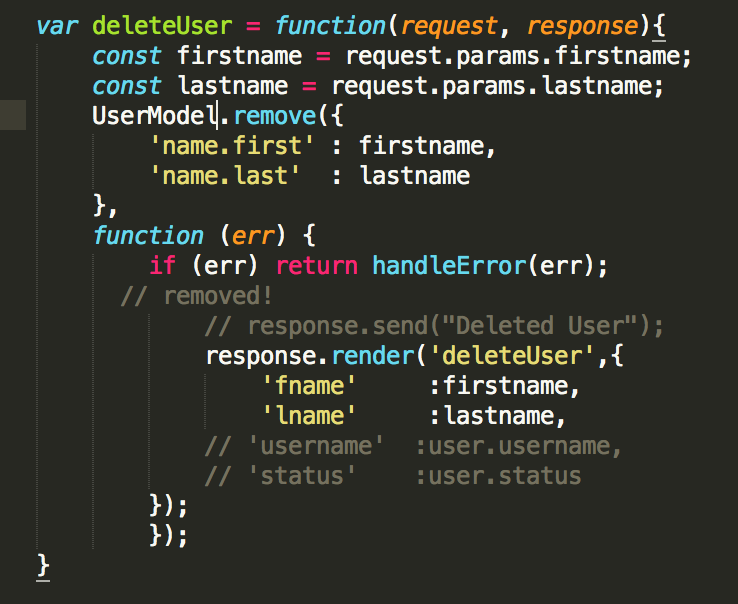 var deleteUser = function(request, response){
    const firstname = request.params.firstname;
    const lastname = request.params.lastname;
    UserModel.remove({
        'name.first' : firstname,
        'name.last'  : lastname
    },
    function (err) {
        if (err) return handleError(err);
      // removed!
            // response.send("Deleted User");
            response.render('deleteUser',{
                'fname'     :firstname,
                'lname'     :lastname,
            // 'username'  :user.username,
            // 'status'    :user.status
        });
        });
}